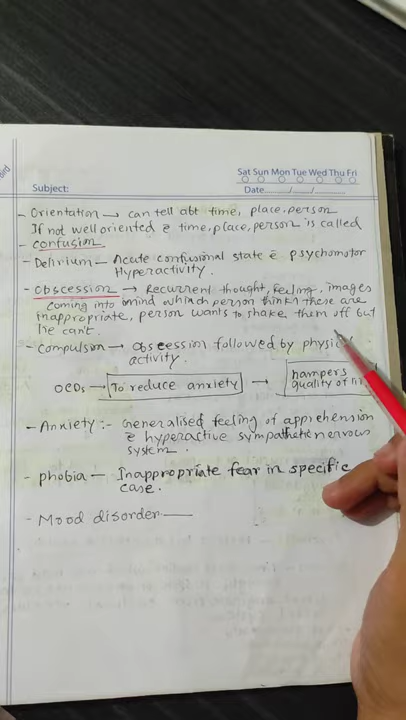 Sat Sun Mon Tue Wed Thu Fri
Subject: Date....../....../......
- Orientation → can tell abt time, place, person
If not well oriented c̄ time, place, person is called
- confusion
- Delirium - Acute confusional state c̄ psychomotor
Hyperactivity.
- Obscession → Recurrent thought, feeling, images
coming into mind which person thinks these are
inappropriate, person wants to shake them off but
he can't.
- Compulsion → Obscession followed by physical
activity.
OCDs → To reduce anxiety → hampers
quality of
- Anxiety :- Generalised feeling of apprehension
c̄ hyperactive sympathetic nervous
system.
- phobia - Inappropriate fear in specific
case.
- Mood disorder —